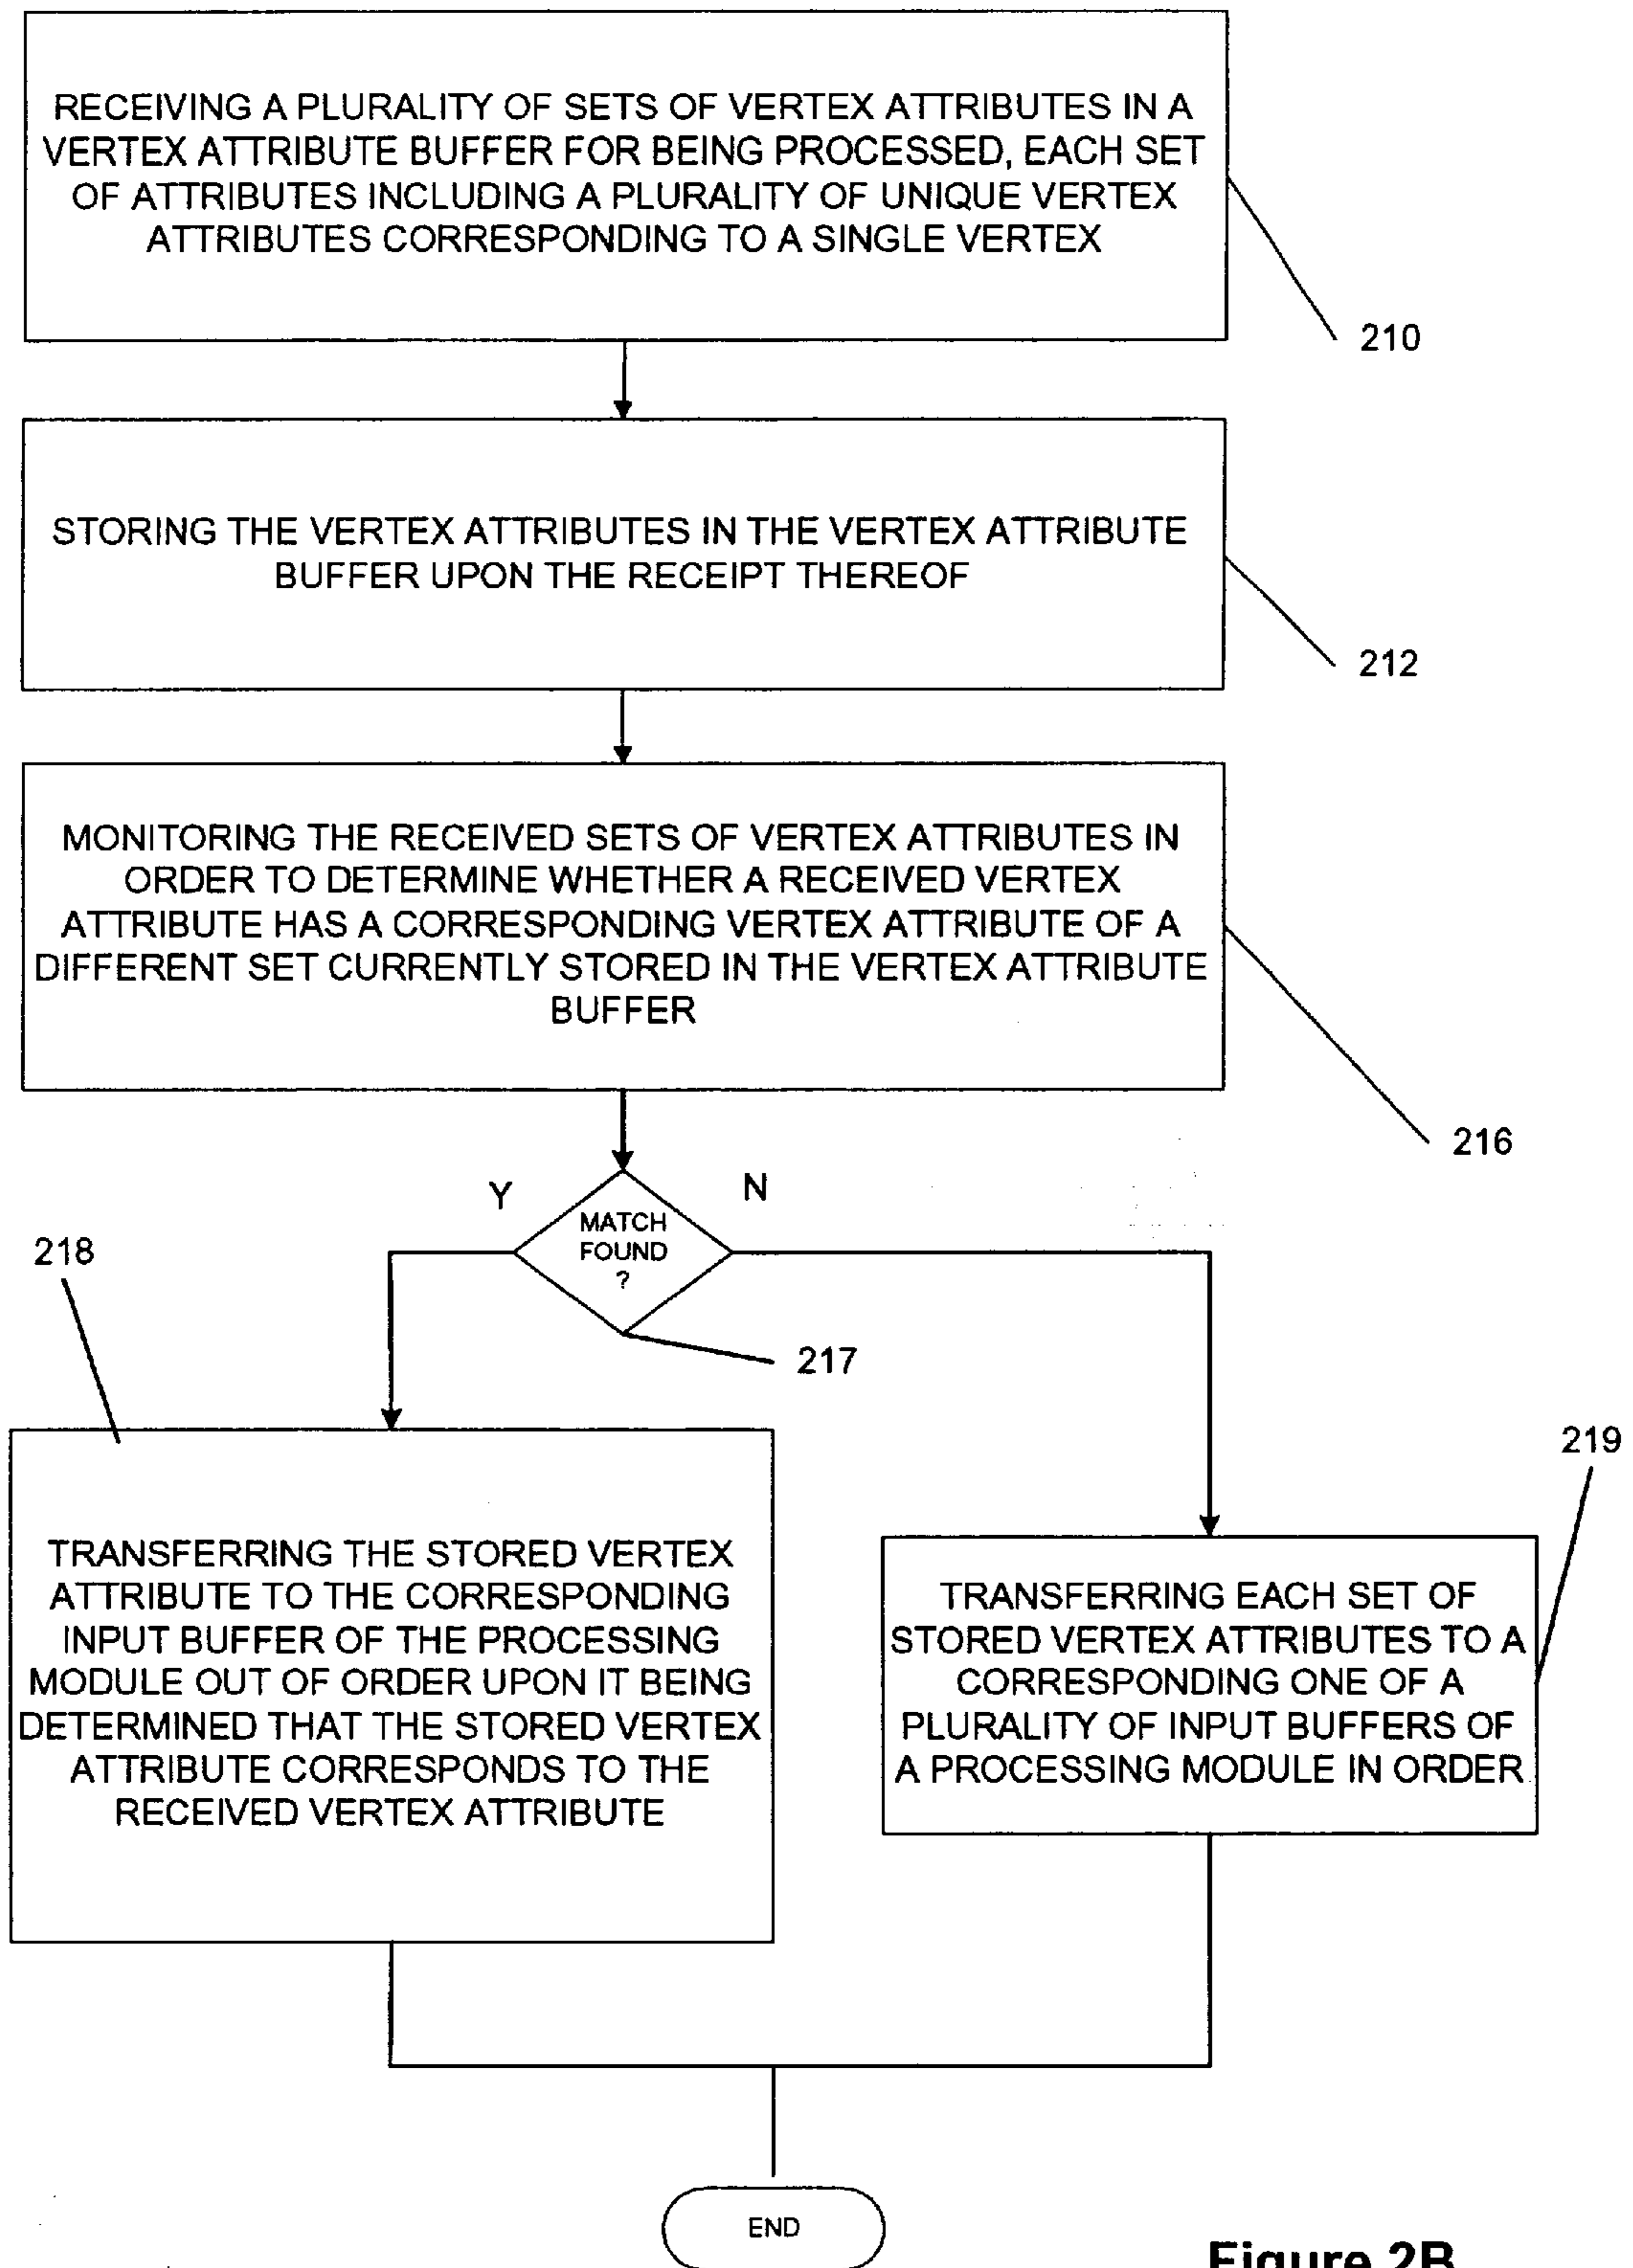 RECEIVING A PLURALITY OF SETS OF VERTEX ATTRIBUTES IN A
VERTEX ATTRIBUTE BUFFER FOR BEING PROCESSED, EACH SET
OF ATTRIBUTES INCLUDING A PLURALITY OF UNIQUE VERTEX
ATTRIBUTES CORRESPONDING TO A SINGLE VERTEX
210
STORING THE VERTEX ATTRIBUTES IN THE VERTEX ATTRIBUTE
BUFFER UPON THE RECEIPT THEREOF
212
MONITORING THE RECEIVED SETS OF VERTEX ATTRIBUTES IN
ORDER TO DETERMINE WHETHER A RECEIVED VERTEX
ATTRIBUTE HAS A CORRESPONDING VERTEX ATTRIBUTE OF A
DIFFERENT SET CURRENTLY STORED IN THE VERTEX ATTRIBUTE
BUFFER
216
Y
N
MATCH
FOUND
?
217
218
TRANSFERRING THE STORED VERTEX
ATTRIBUTE TO THE CORRESPONDING
INPUT BUFFER OF THE PROCESSING
MODULE OUT OF ORDER UPON IT BEING
DETERMINED THAT THE STORED VERTEX
ATTRIBUTE CORRESPONDS TO THE
RECEIVED VERTEX ATTRIBUTE
219
TRANSFERRING EACH SET OF
STORED VERTEX ATTRIBUTES TO A
CORRESPONDING ONE OF A
PLURALITY OF INPUT BUFFERS OF
A PROCESSING MODULE IN ORDER
END
Figure 2B